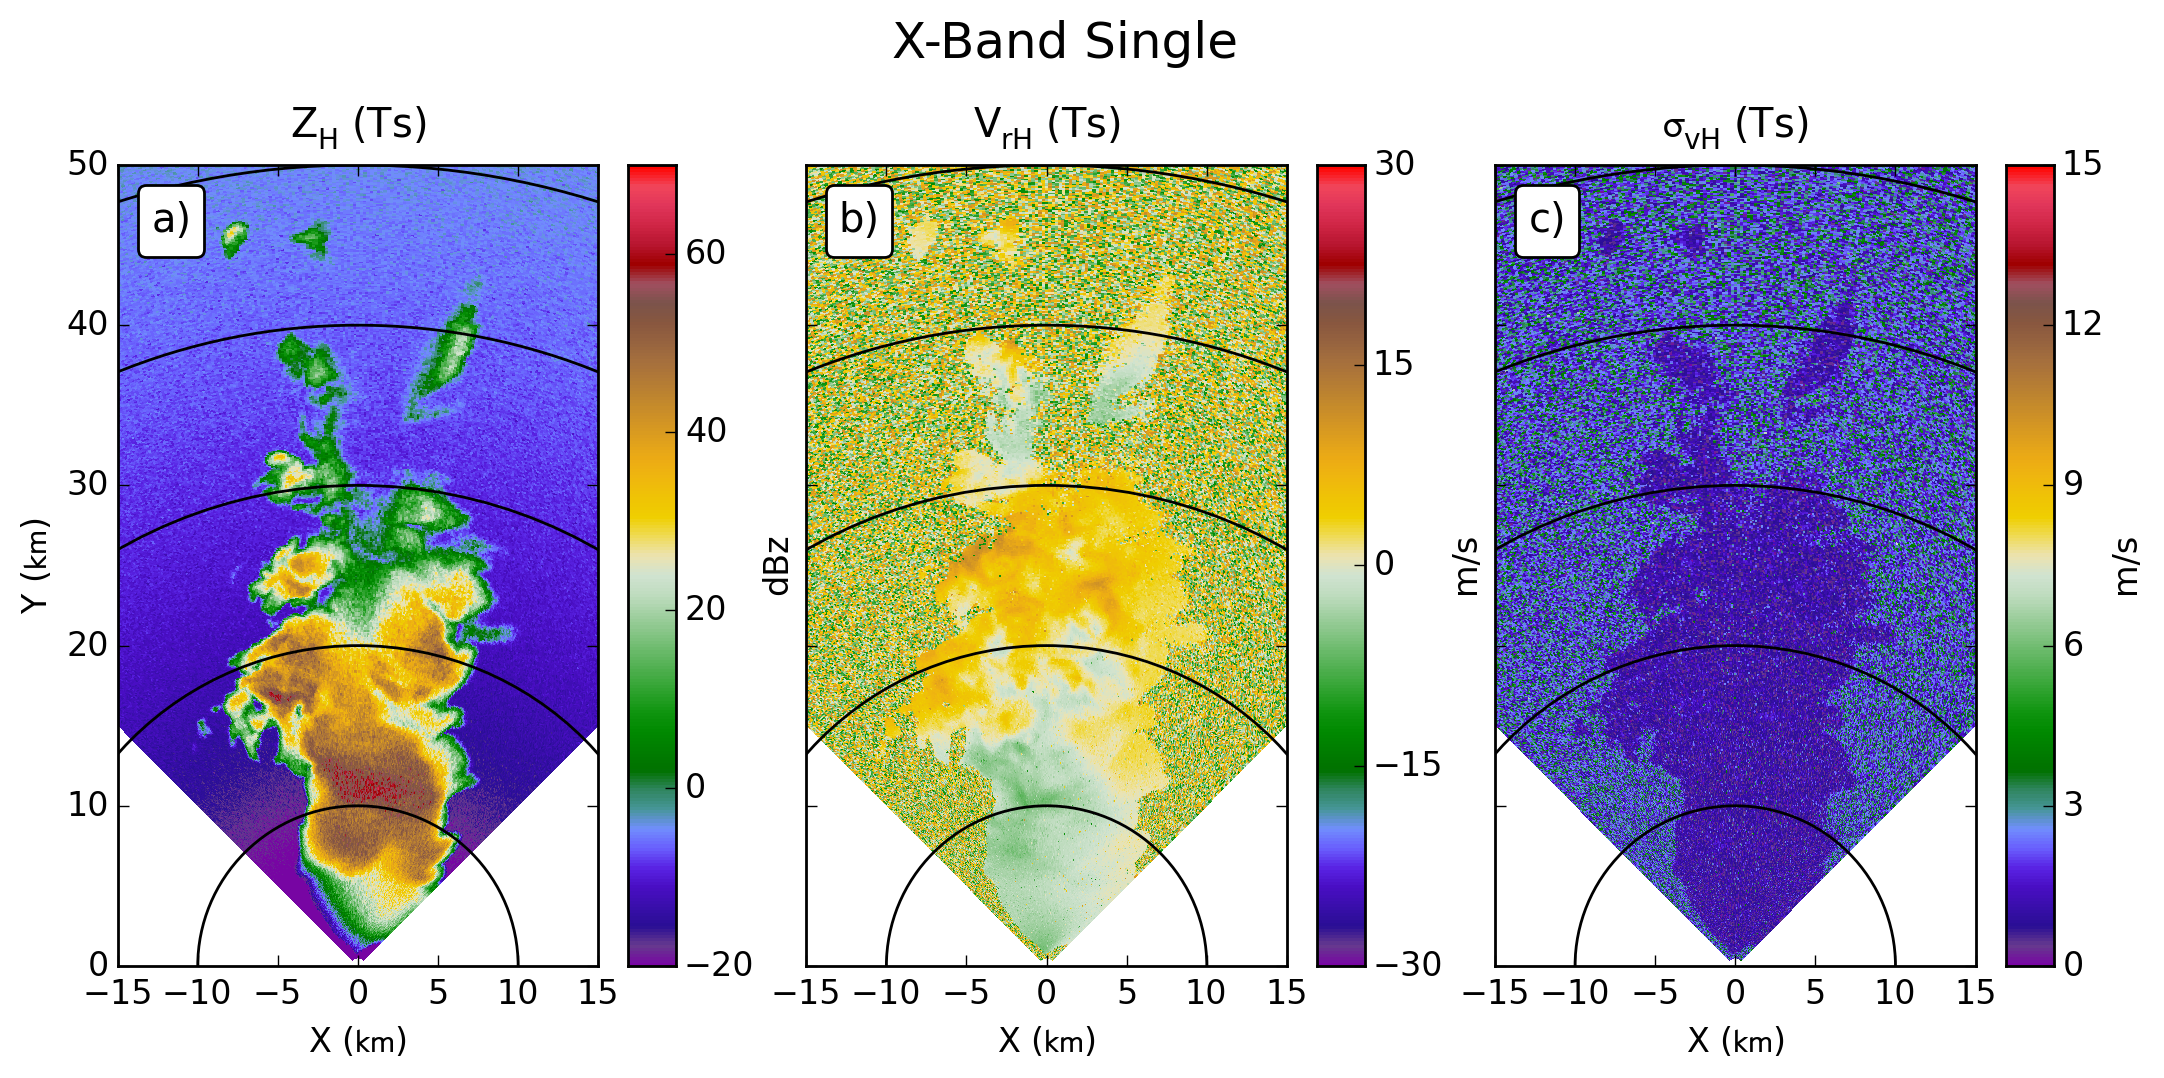 X-Band Single
Z_H (Ts)
V_rH (Ts)
σ_vH (Ts)
a)
b)
c)
50
40
30
20
10
0
Y (km)
−15 −10 −5 0 5 10 15
X (km)
60
40
20
0
−20
dBz
−15 −10 −5 0 5 10 15
X (km)
30
15
0
−15
−30
m/s
−15 −10 −5 0 5 10 15
X (km)
15
12
9
6
3
0
m/s